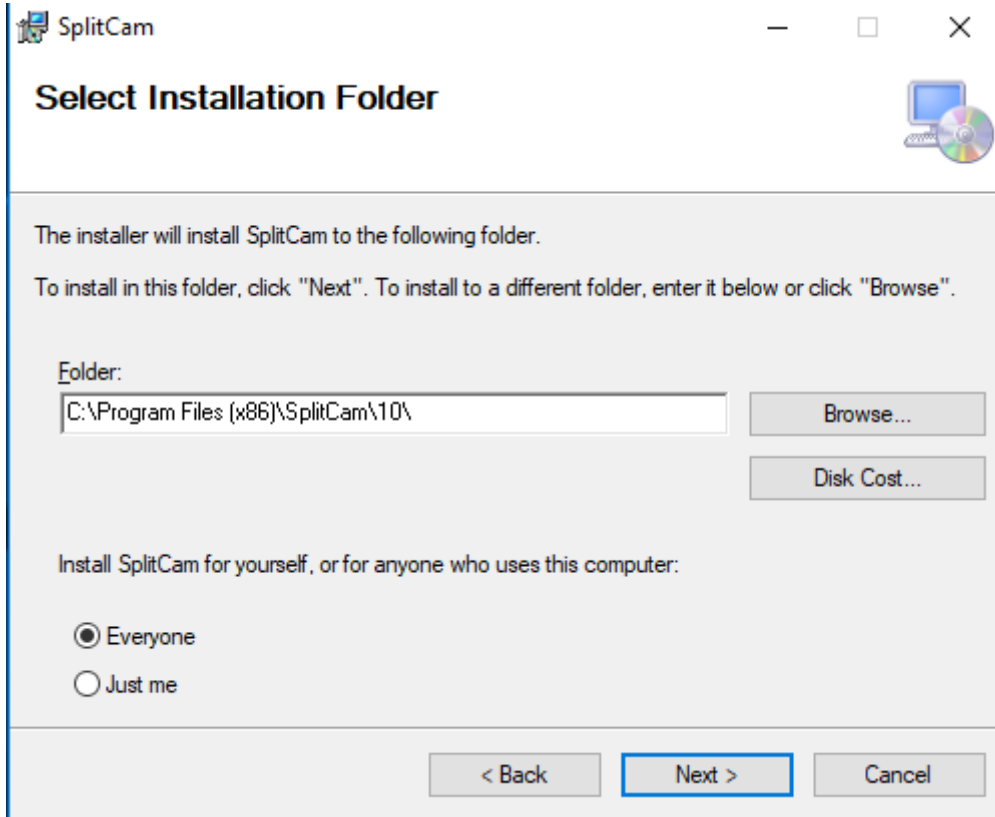 SplitCam
Select Installation Folder
The installer will install SplitCam to the following folder.
To install in this folder, click "Next". To install to a different folder, enter it below or click "Browse".
Folder:
C:\Program Files (x86)\SplitCam\10\
Browse...
Disk Cost...
Install SplitCam for yourself, or for anyone who uses this computer:
Everyone
Just me
< Back
Next >
Cancel